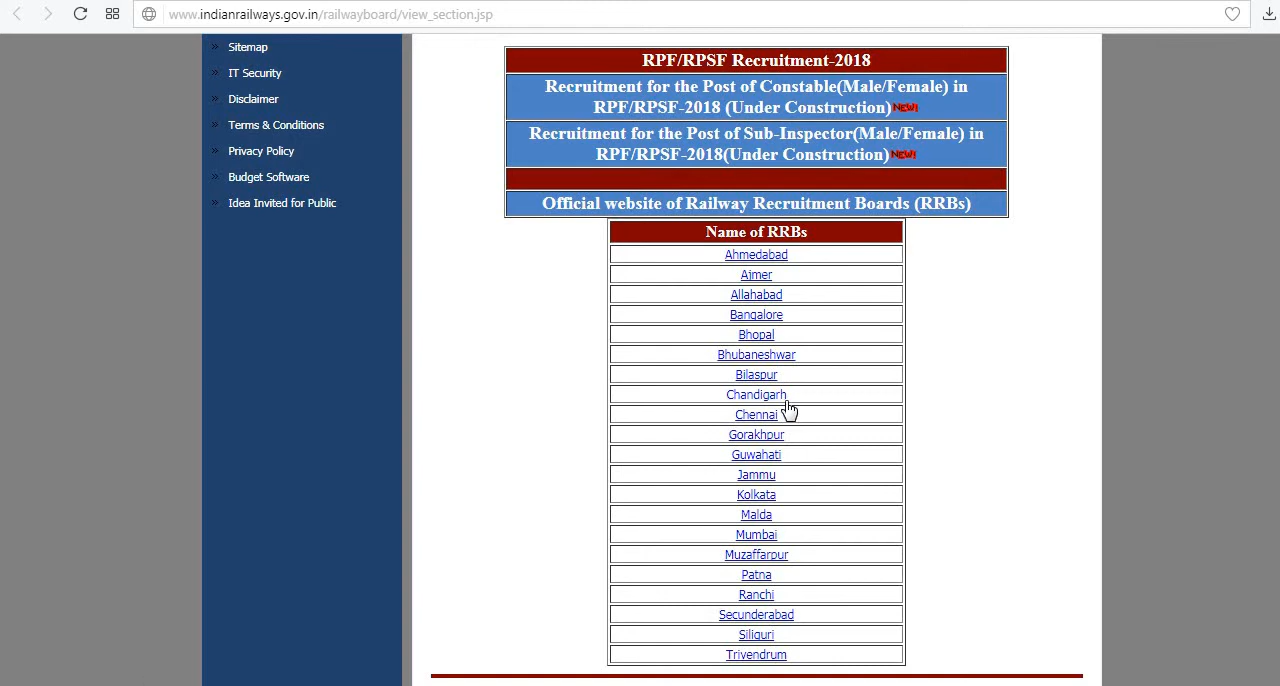 www.indianrailways.gov.in/railwayboard/view_section.jsp
Sitemap
IT Security
Disclaimer
Terms & Conditions
Privacy Policy
Budget Software
Idea Invited for Public
RPF/RPSF Recruitment-2018
Recruitment for the Post of Constable(Male/Female) in
RPF/RPSF-2018 (Under Construction) NEW!
Recruitment for the Post of Sub-Inspector(Male/Female) in
RPF/RPSF-2018(Under Construction) NEW!
Official website of Railway Recruitment Boards (RRBs)
Name of RRBs
Ahmedabad
Ajmer
Allahabad
Bangalore
Bhopal
Bhubaneshwar
Bilaspur
Chandigarh
Chennai
Gorakhpur
Guwahati
Jammu
Kolkata
Malda
Mumbai
Muzaffarpur
Patna
Ranchi
Secunderabad
Siliguri
Trivendrum